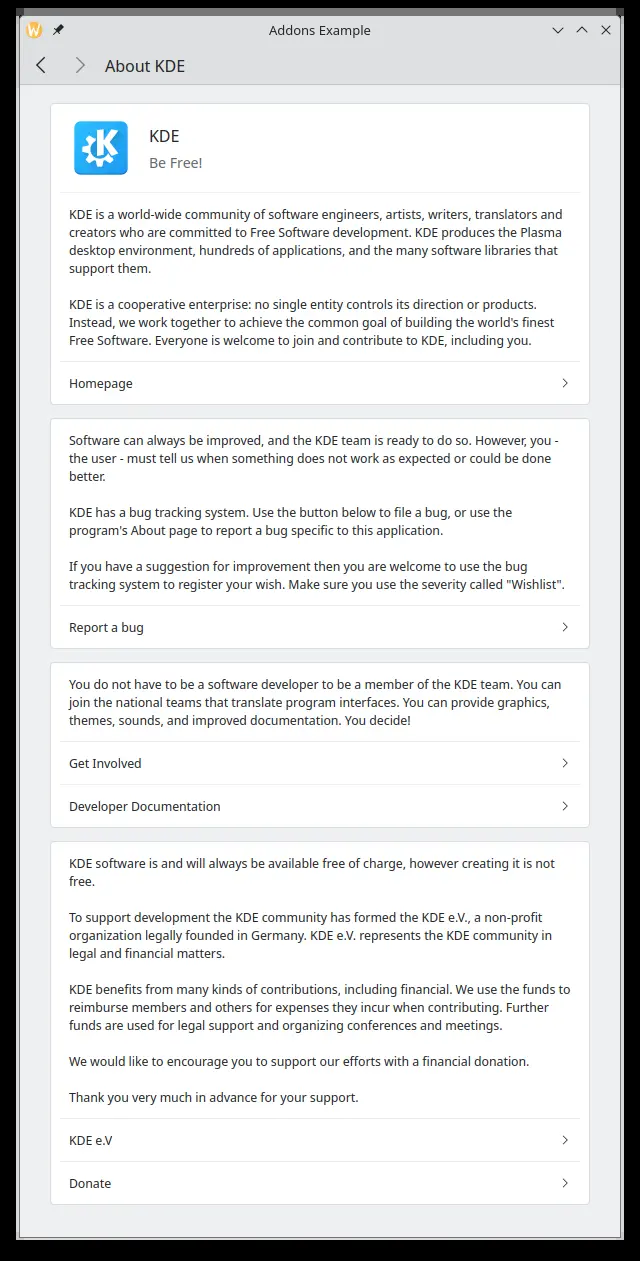 Addons Example
About KDE
KDE
Be Free!
KDE is a world-wide community of software engineers, artists, writers, translators and
creators who are committed to Free Software development. KDE produces the Plasma
desktop environment, hundreds of applications, and the many software libraries that
support them.
KDE is a cooperative enterprise: no single entity controls its direction or products.
Instead, we work together to achieve the common goal of building the world's finest
Free Software. Everyone is welcome to join and contribute to KDE, including you.
Homepage
Software can always be improved, and the KDE team is ready to do so. However, you -
the user - must tell us when something does not work as expected or could be done
better.
KDE has a bug tracking system. Use the button below to file a bug, or use the
program's About page to report a bug specific to this application.
If you have a suggestion for improvement then you are welcome to use the bug
tracking system to register your wish. Make sure you use the severity called "Wishlist".
Report a bug
You do not have to be a software developer to be a member of the KDE team. You can
join the national teams that translate program interfaces. You can provide graphics,
themes, sounds, and improved documentation. You decide!
Get Involved
Developer Documentation
KDE software is and will always be available free of charge, however creating it is not
free.
To support development the KDE community has formed the KDE e.V., a non-profit
organization legally founded in Germany. KDE e.V. represents the KDE community in
legal and financial matters.
KDE benefits from many kinds of contributions, including financial. We use the funds to
reimburse members and others for expenses they incur when contributing. Further
funds are used for legal support and organizing conferences and meetings.
We would like to encourage you to support our efforts with a financial donation.
Thank you very much in advance for your support.
KDE e.V
Donate